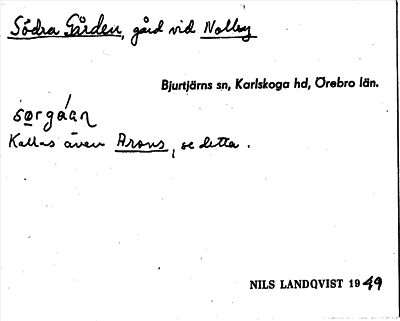 Södra Gården, gård vid Nolby
Bjurtjärns sn, Karlskoga hd, Örebro län.
sørgáan
Kallas även Arons, se detta.
NILS LANDQVIST 1949